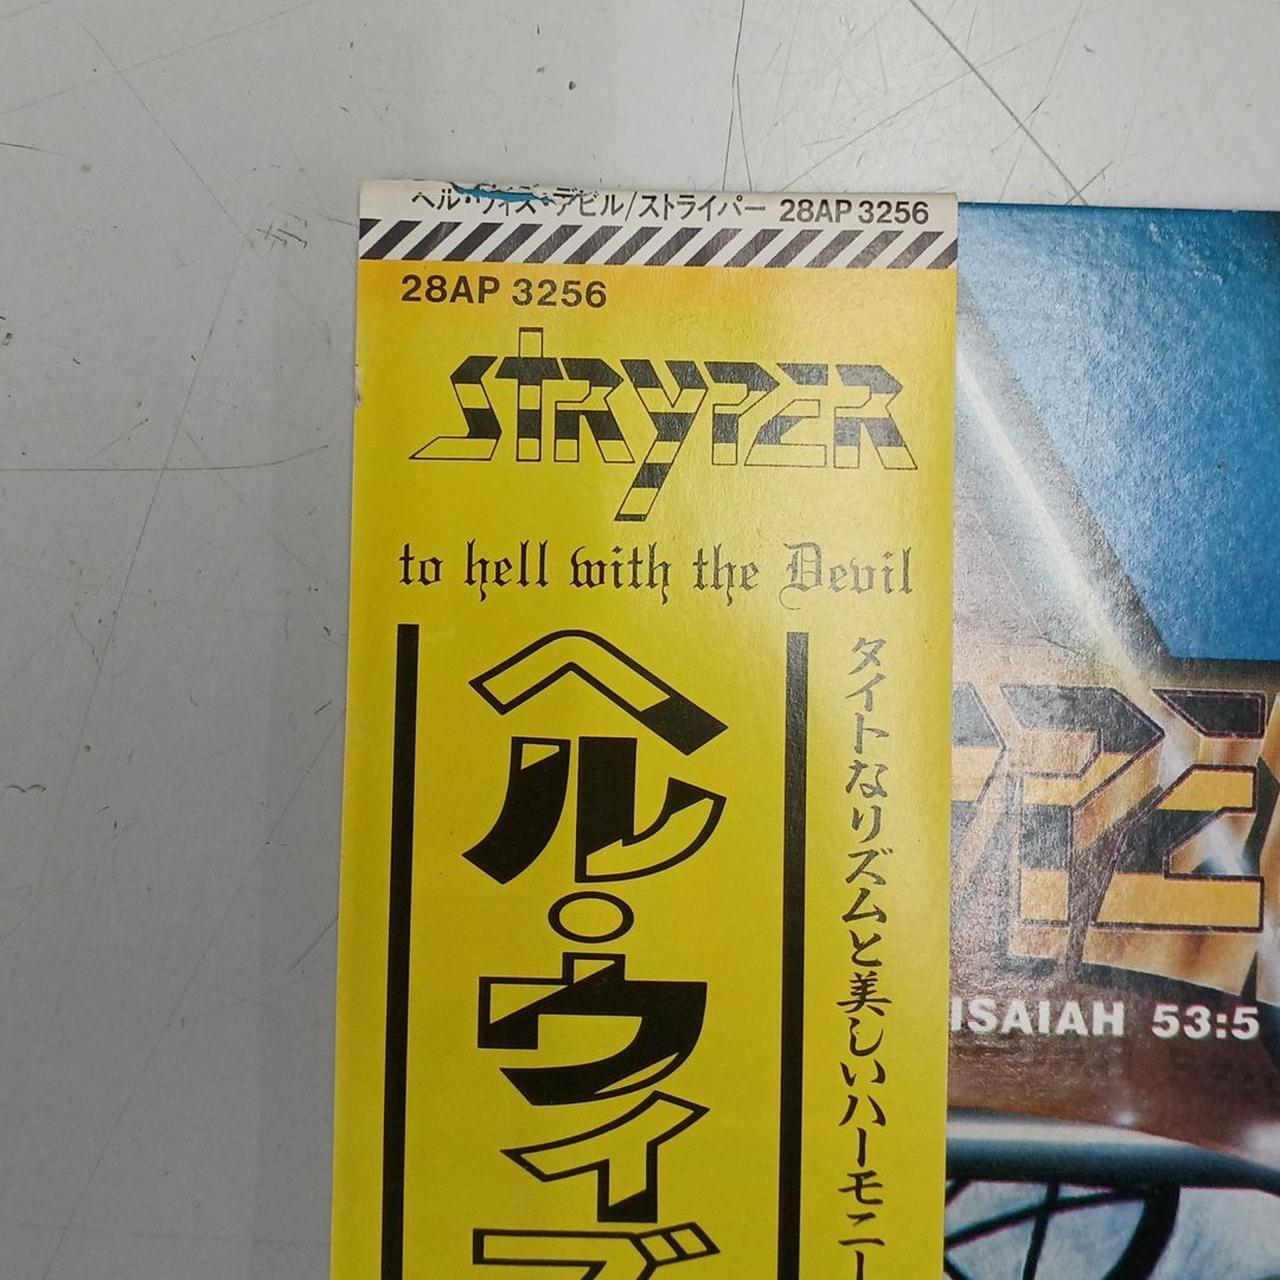 ヘル・ウィズ・デビル/ストライパー 28AP 3256
28AP 3256
STRYPER
to hell with the Devil
ヘル・ウィズ
タイトなリズムと美しいハーモニー
ISAIAH 53:5